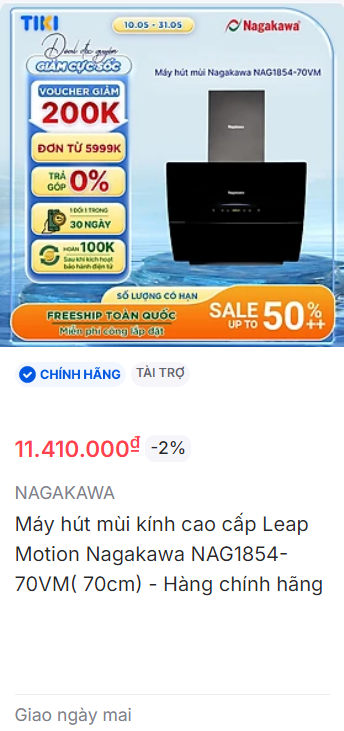 TIKI
10.05 - 31.05
Nagakawa
Danh đặc quyền
GIẢM CỰC SỐC
Máy hút mùi Nagakawa NAG1854-70VM
VOUCHER GIẢM
200K
ĐƠN TỪ 5999K
TRẢ GÓP 0%
1 ĐỔI 1 TRONG
30 NGÀY
HOÀN 100K
Sau khi kích hoạt
bảo hành điện tử
Nagakawa
Nagakawa
SỐ LƯỢNG CÓ HẠN
FREESHIP TOÀN QUỐC
Miễn phí công lắp đặt
SALE UP TO 50%++
CHÍNH HÃNG
TÀI TRỢ
11.410.000₫ -2%
NAGAKAWA
Máy hút mùi kính cao cấp Leap
Motion Nagakawa NAG1854-
70VM( 70cm) - Hàng chính hãng
Giao ngày mai